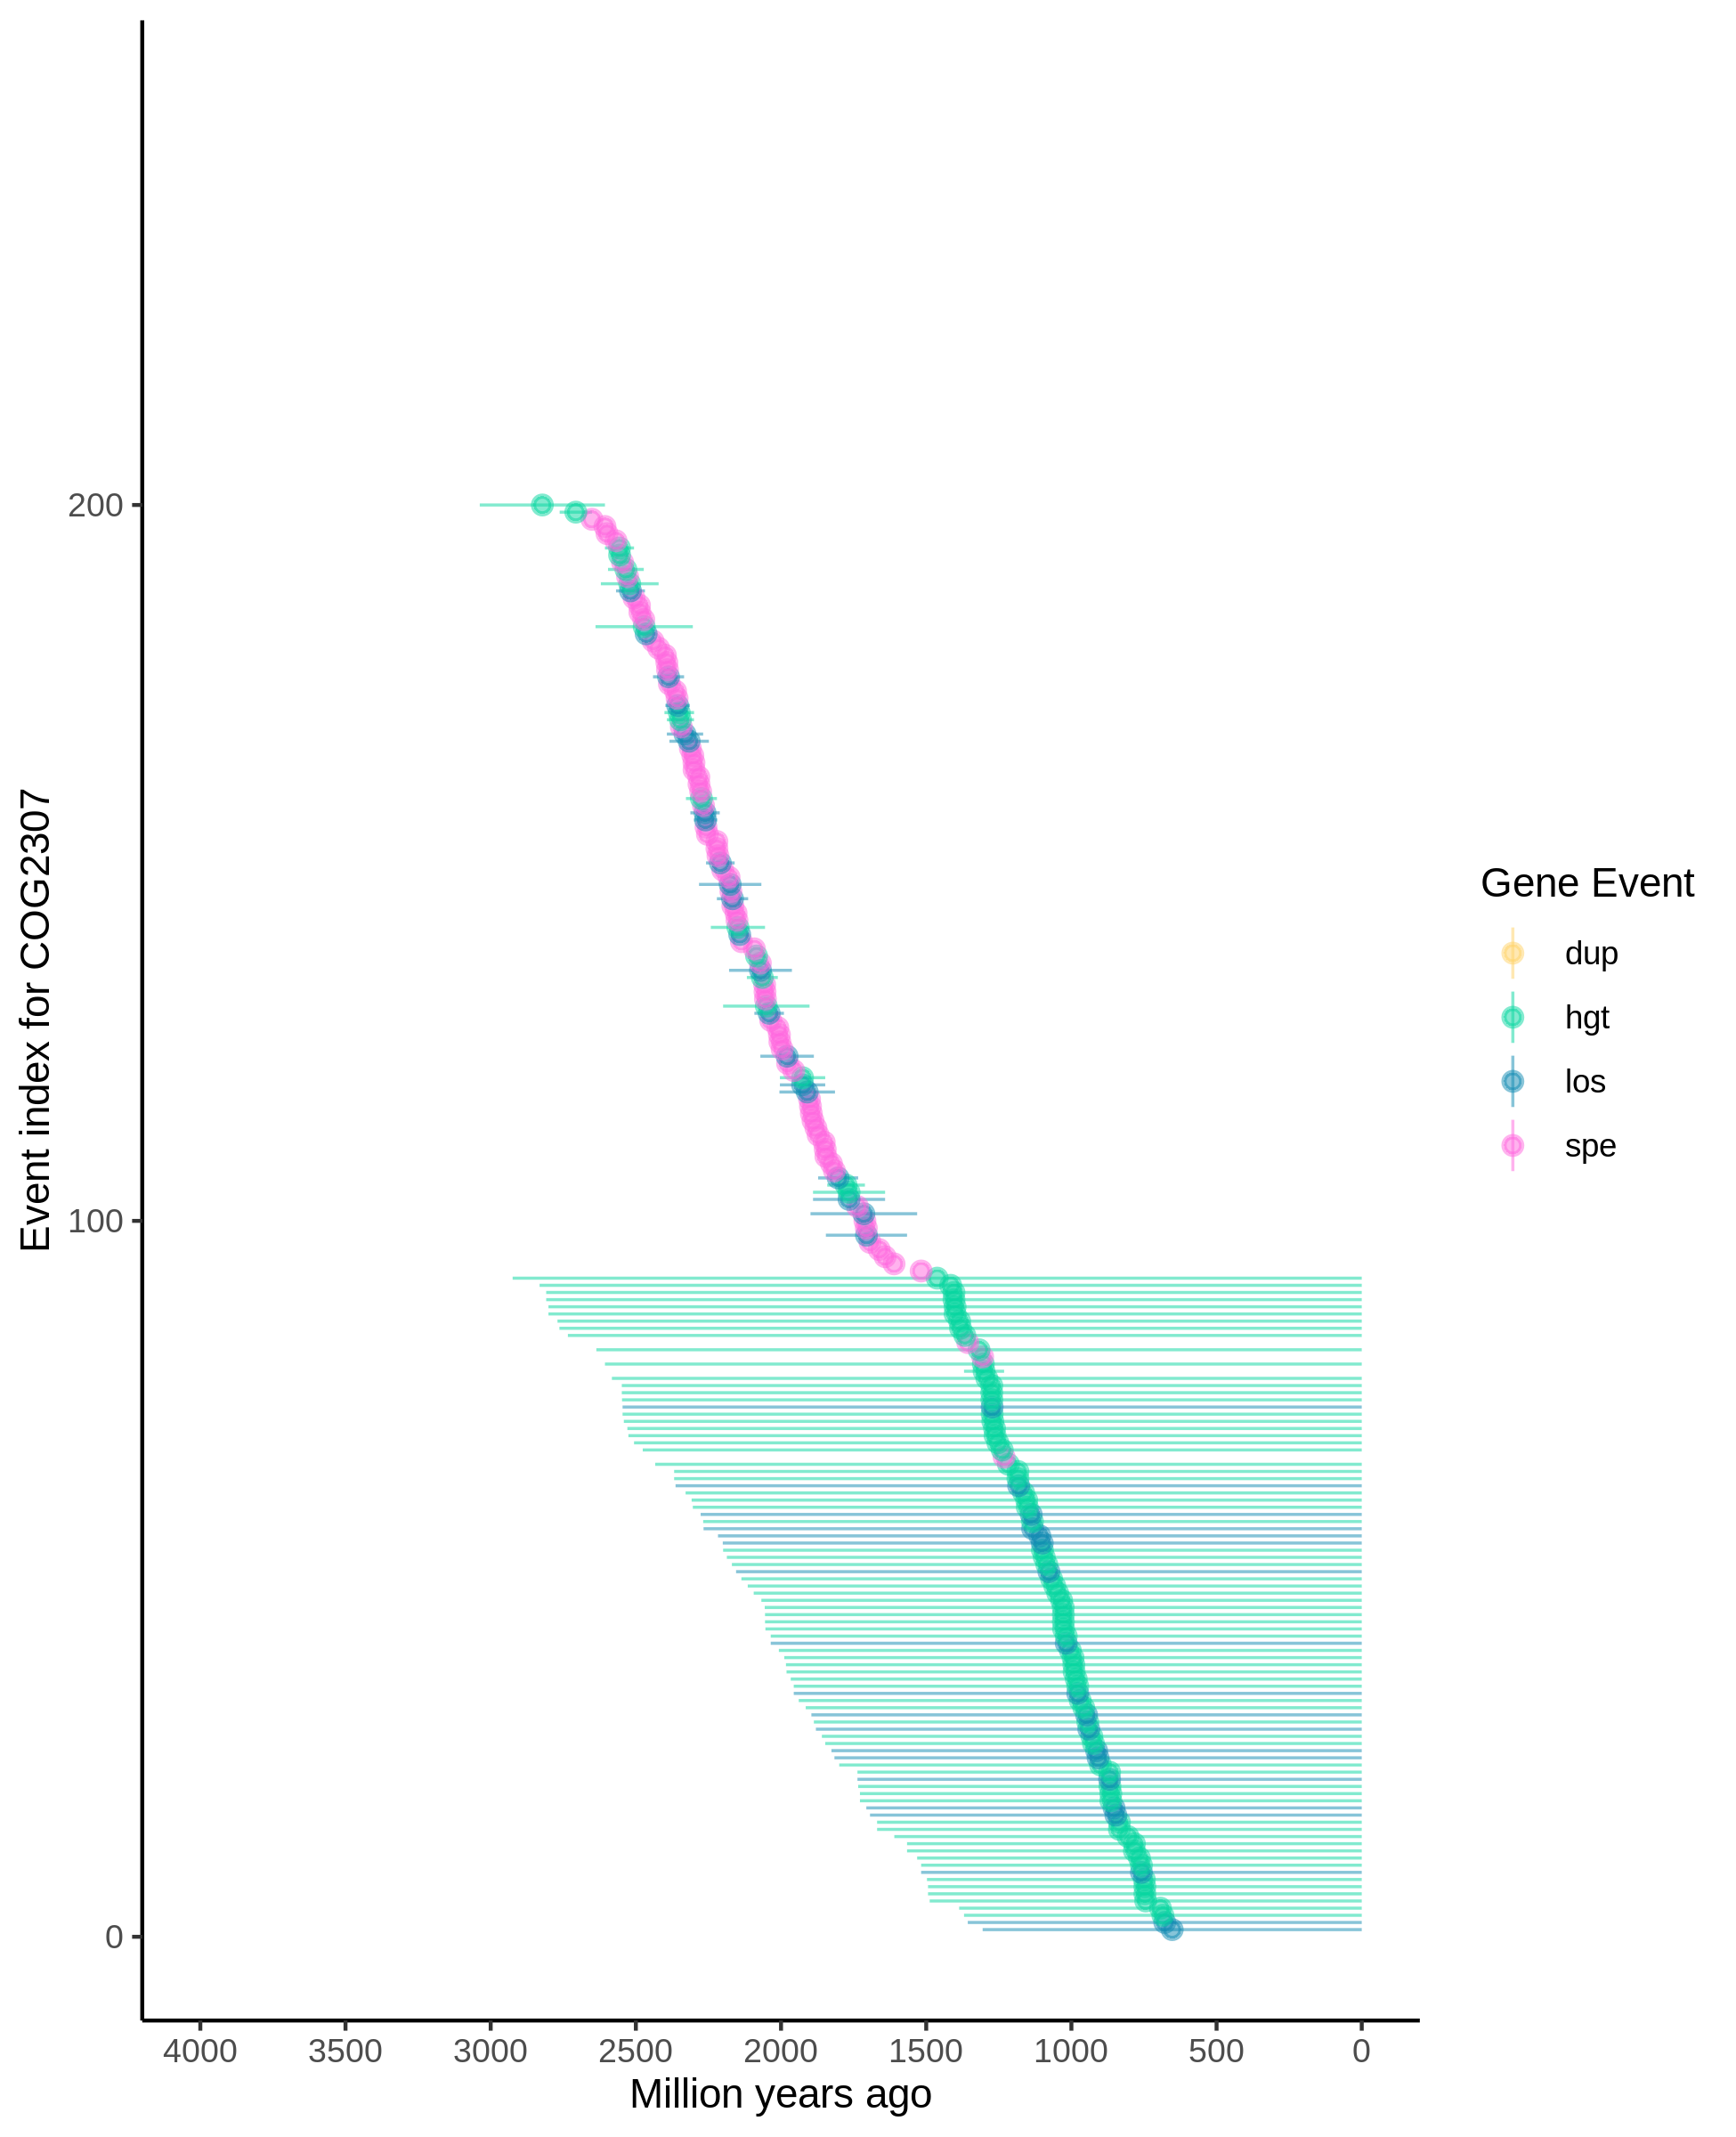 200
100
0
Event index for COG2307
4000 3500 3000 2500 2000 1500 1000 500 0
Million years ago
Gene Event
dup
hgt
los
spe